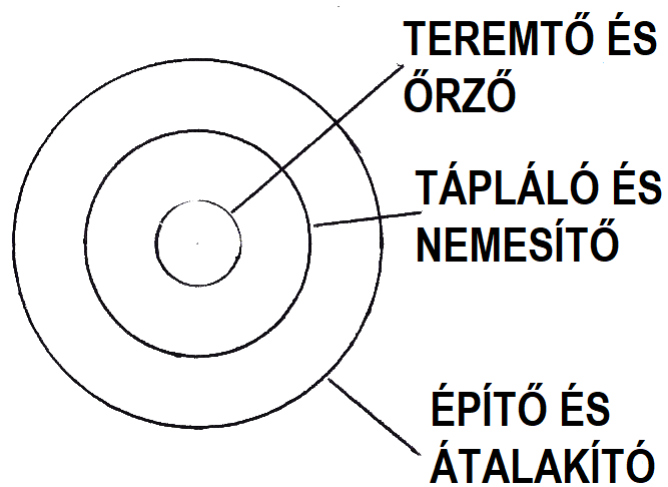 TEREMTŐ ÉS
ŐRZŐ
TÁPLÁLÓ ÉS
NEMESÍTŐ
ÉPÍTŐ ÉS
ÁTALAKÍTÓ